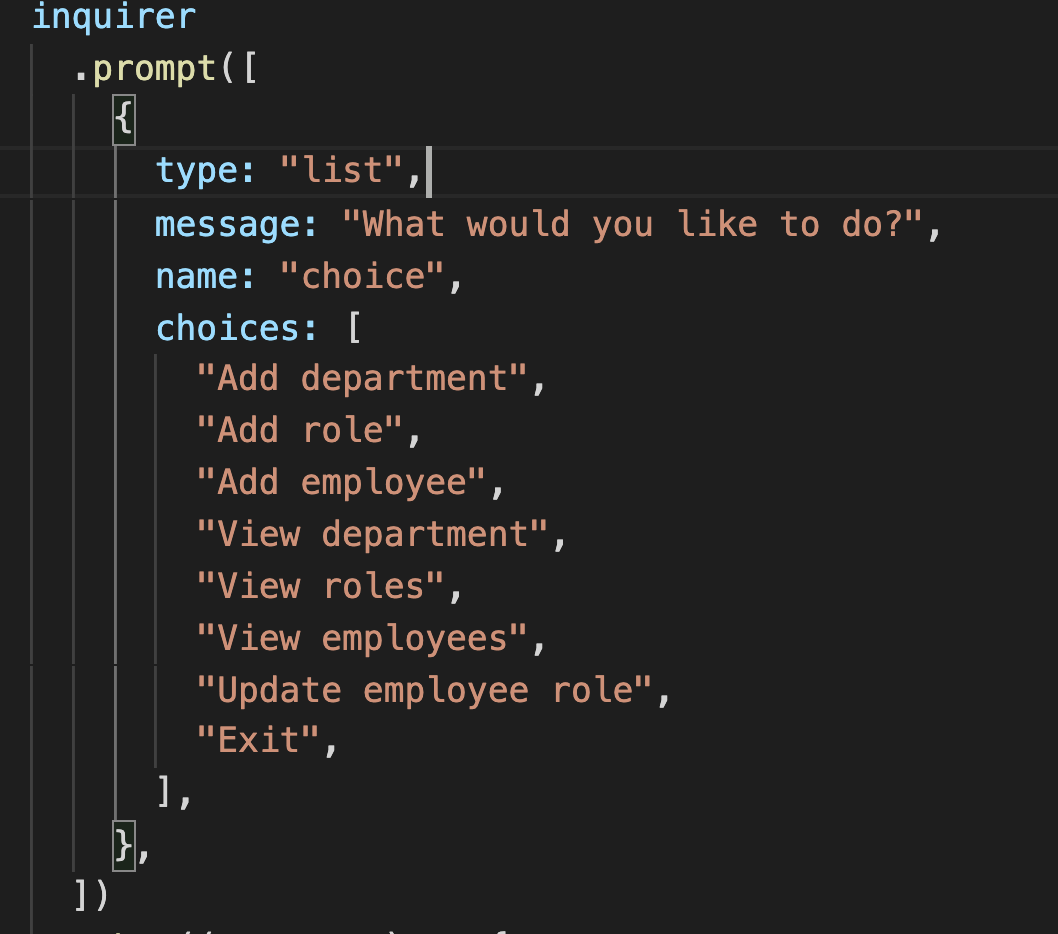 inquirer
.prompt([
{
type: "list",
message: "What would you like to do?",
name: "choice",
choices: [
"Add department",
"Add role",
"Add employee",
"View department",
"View roles",
"View employees",
"Update employee role",
"Exit",
],
},
])